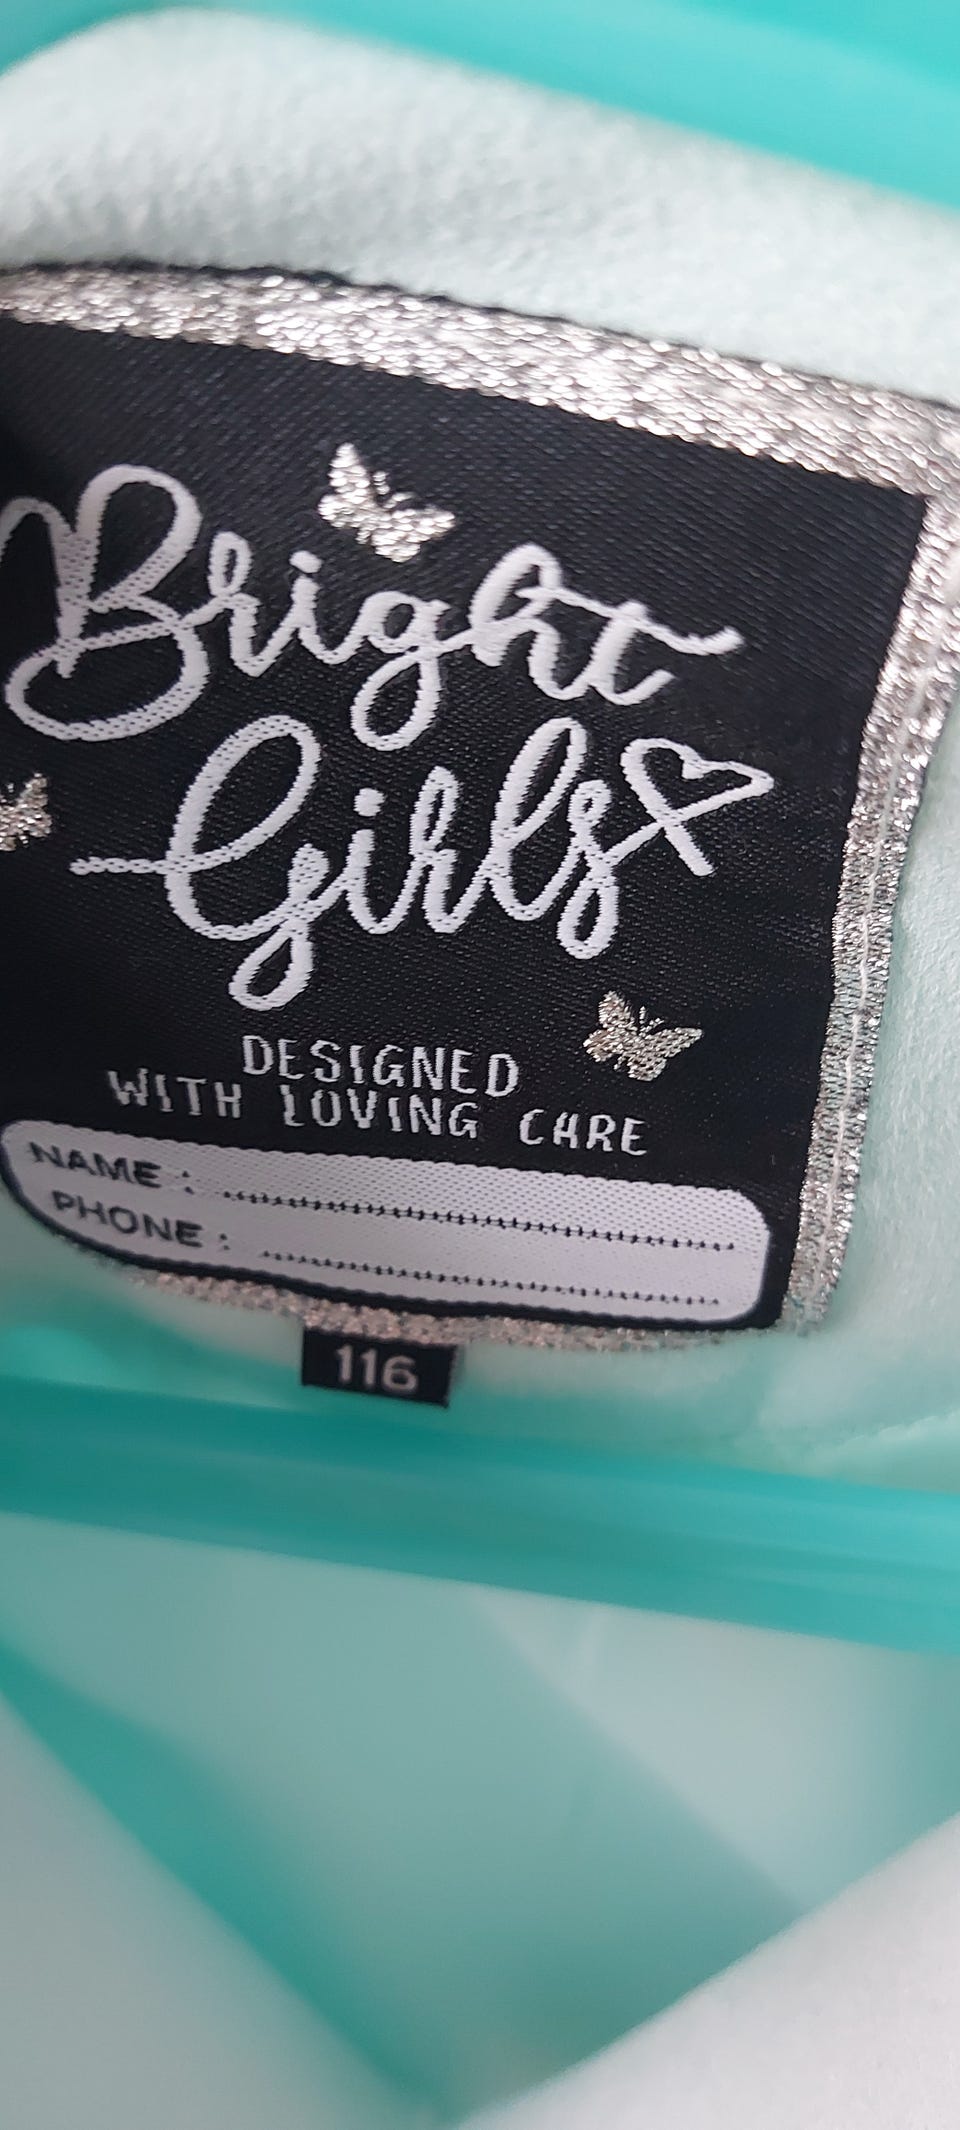 Bright
Girls
DESIGNED
WITH LOVING CARE
NAME : ..............................
PHONE : ..............................
116